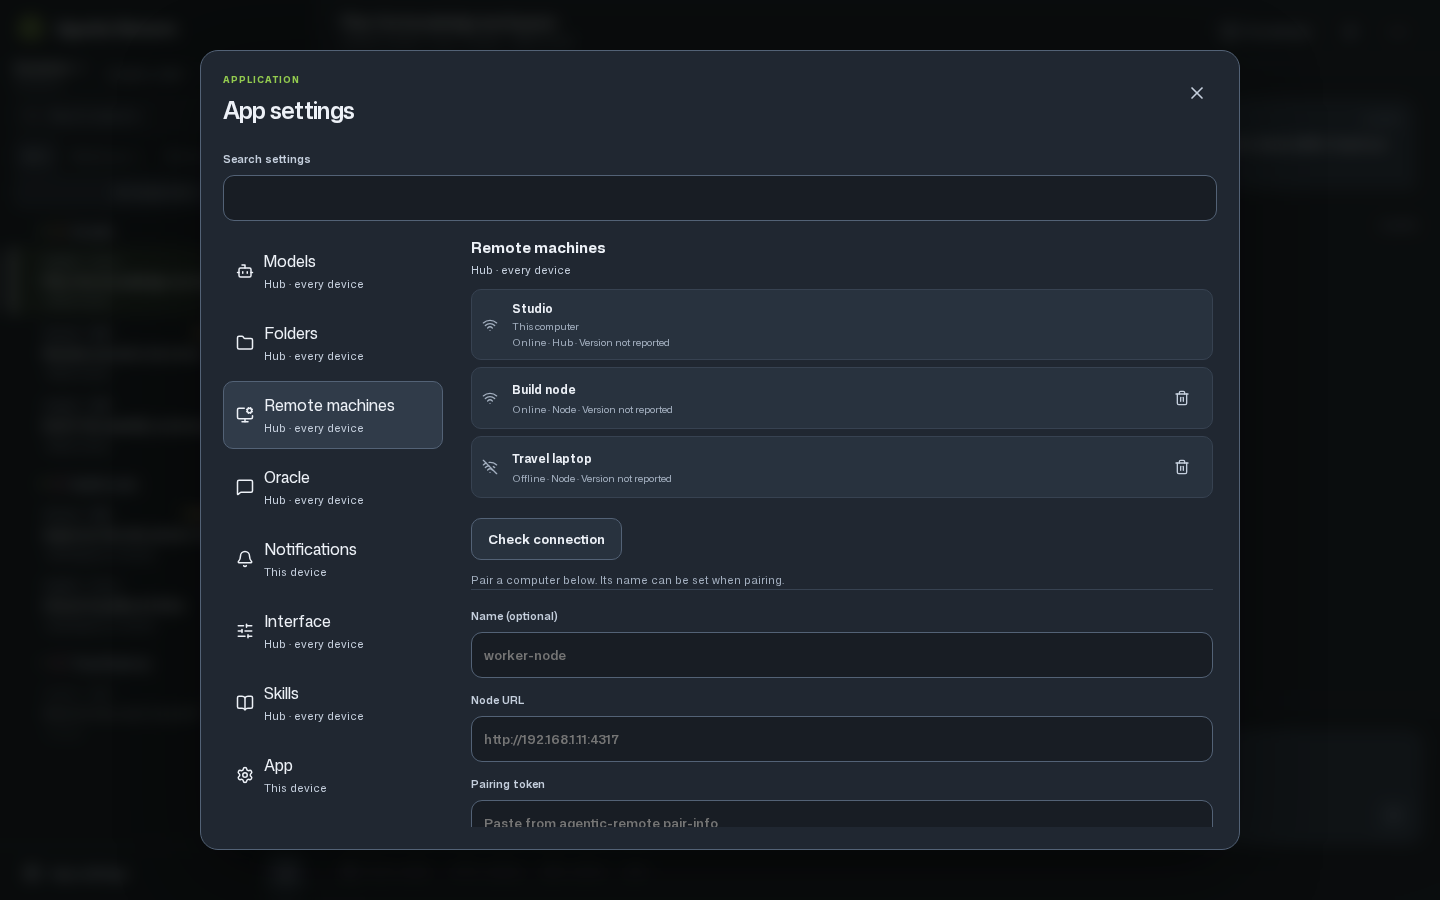 APPLICATION
App settings
Search settings
Models
Hub · every device
Folders
Hub · every device
Remote machines
Hub · every device
Oracle
Hub · every device
Notifications
This device
Interface
Hub · every device
Skills
Hub · every device
App
This device
Remote machines
Hub · every device
Studio
This computer
Online · Hub · Version not reported
Build node
Online · Node · Version not reported
Travel laptop
Offline · Node · Version not reported
Check connection
Pair a computer below. Its name can be set when pairing.
Name (optional)
worker-node
Node URL
http://192.168.1.11:4317
Pairing token
Paste from agentic-remote pair-info